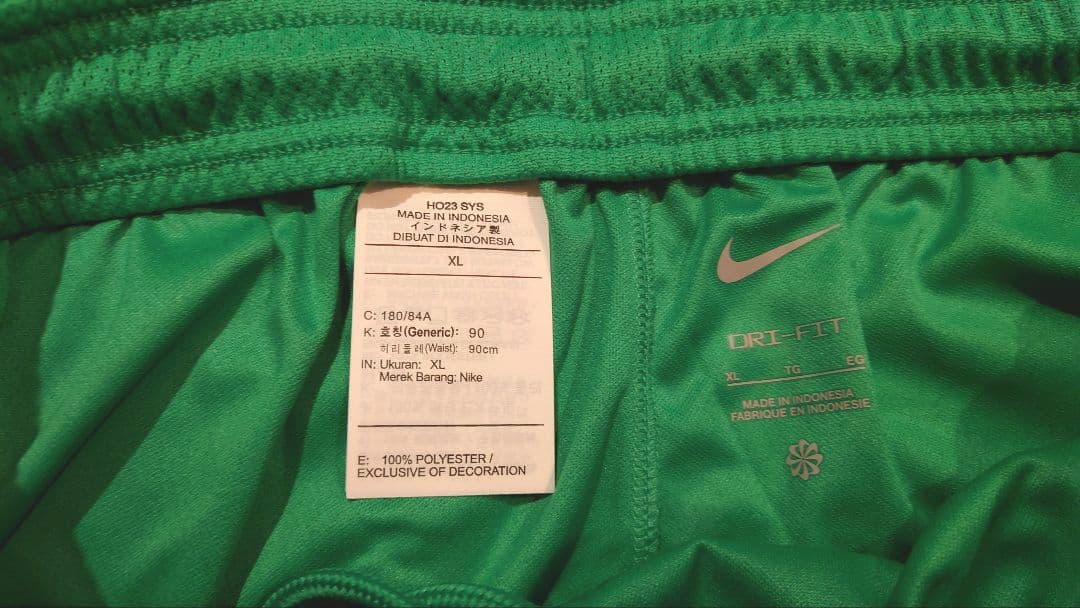 HO23 SYS
MADE IN INDONESIA
インドネシア製
DIBUAT DI INDONESIA
XL
C: 180/84A
K: 호칭(Generic): 90
허리둘레(Waist): 90cm
IN: Ukuran: XL
Merek Barang: Nike
E: 100% POLYESTER /
EXCLUSIVE OF DECORATION
DRI-FIT
XL TG EG
MADE IN INDONESIA
FABRIQUE EN INDONESIE